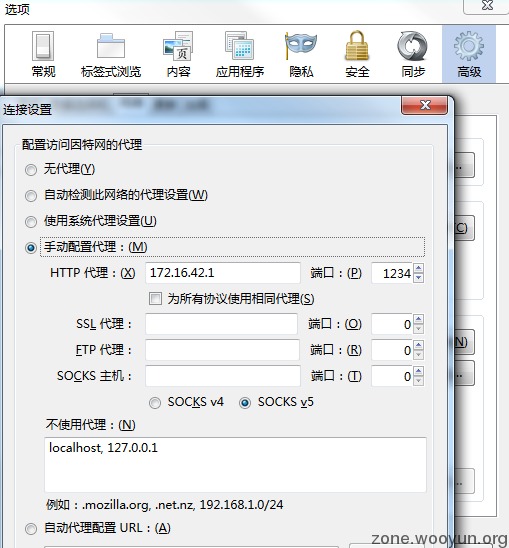 选项
常规 标签式浏览 内容 应用程序 隐私 安全 同步 高级
连接设置
配置访问因特网的代理
无代理(Y)
自动检测此网络的代理设置(W)
使用系统代理设置(U)
手动配置代理：(M)
HTTP 代理：(X) 172.16.42.1 端口：(P) 1234
为所有协议使用相同代理(S)
SSL 代理： 端口：(O) 0
FTP 代理： 端口：(R) 0
SOCKS 主机： 端口：(T) 0
SOCKS v4 SOCKS v5
不使用代理：(N)
localhost, 127.0.0.1
例如：.mozilla.org, .net.nz, 192.168.1.0/24
自动代理配置 URL：(A)
zone.wooyun.org